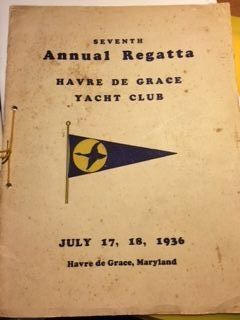 SEVENTH
Annual Regatta
HAVRE DE GRACE
YACHT CLUB
JULY 17, 18, 1936
Havre de Grace, Maryland